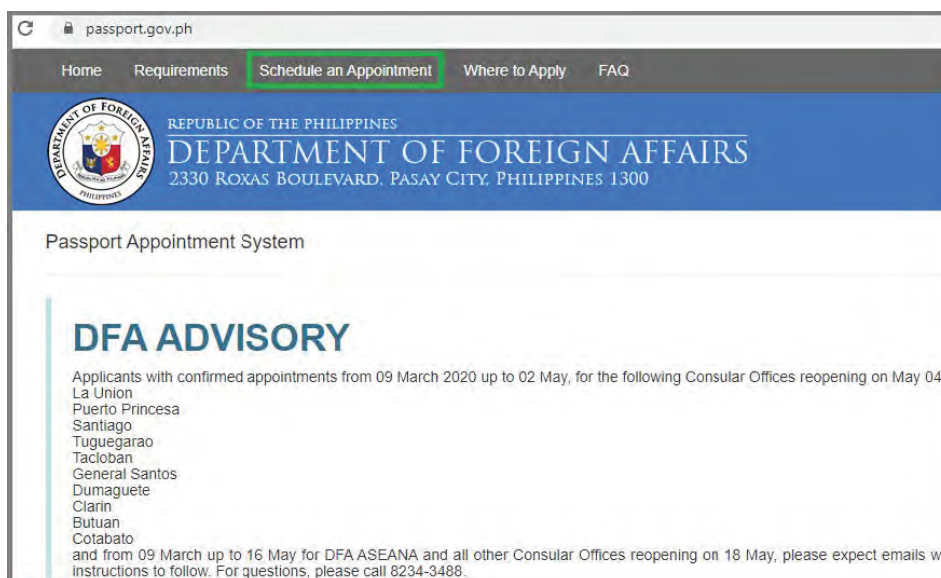 passport.gov.ph
Home Requirements Schedule an Appointment Where to Apply FAQ
DEPARTMENT OF FOREIGN AFFAIRS
PHILIPPINES
REPUBLIC OF THE PHILIPPINES
DEPARTMENT OF FOREIGN AFFAIRS
2330 ROXAS BOULEVARD, PASAY CITY, PHILIPPINES 1300
Passport Appointment System
DFA ADVISORY
Applicants with confirmed appointments from 09 March 2020 up to 02 May, for the following Consular Offices reopening on May 04
La Union
Puerto Princesa
Santiago
Tuguegarao
Tacloban
General Santos
Dumaguete
Clarin
Butuan
Cotabato
and from 09 March up to 16 May for DFA ASEANA and all other Consular Offices reopening on 18 May, please expect emails w
instructions to follow. For questions, please call 8234-3488.